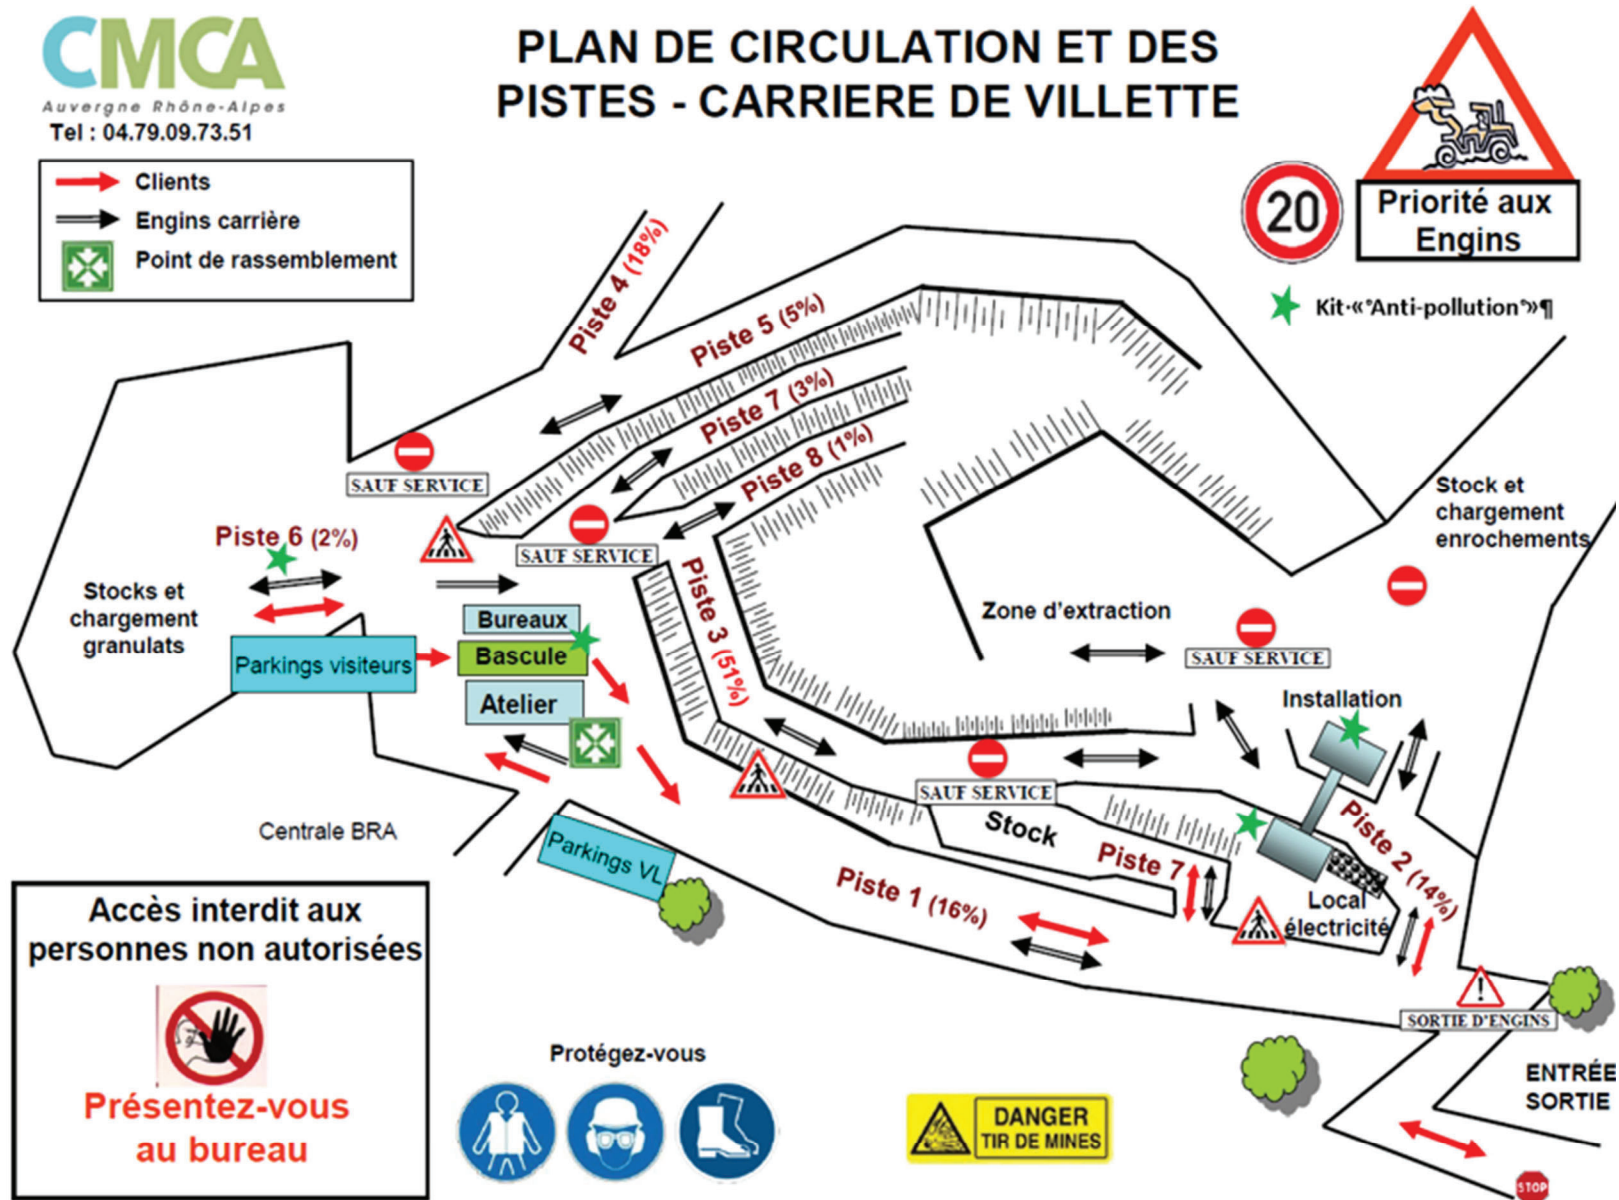 CMCA
Auvergne Rhône-Alpes
Tel : 04.79.09.73.51
PLAN DE CIRCULATION ET DES
PISTES - CARRIERE DE VILLETTE
Clients
Engins carrière
Point de rassemblement
20
Priorité aux
Engins
Kit·«°Anti-pollution°»¶
Piste 4 (18%)
Piste 5 (5%)
Piste 7 (3%)
Piste 8 (1%)
SAUF SERVICE
SAUF SERVICE
Piste 6 (2%)
Stocks et
chargement
granulats
Parkings visiteurs
Bureaux
Bascule
Atelier
Piste 3 (51%)
Zone d'extraction
SAUF SERVICE
Stock et
chargement
enrochements
Installation
SAUF SERVICE
Stock
Piste 7
Piste 2 (14%)
Local
électricité
Centrale BRA
Parkings VL
Piste 1 (16%)
SORTIE D'ENGINS
ENTRÉE
SORTIE
STOP
Accès interdit aux
personnes non autorisées
Présentez-vous
au bureau
Protégez-vous
DANGER
TIR DE MINES